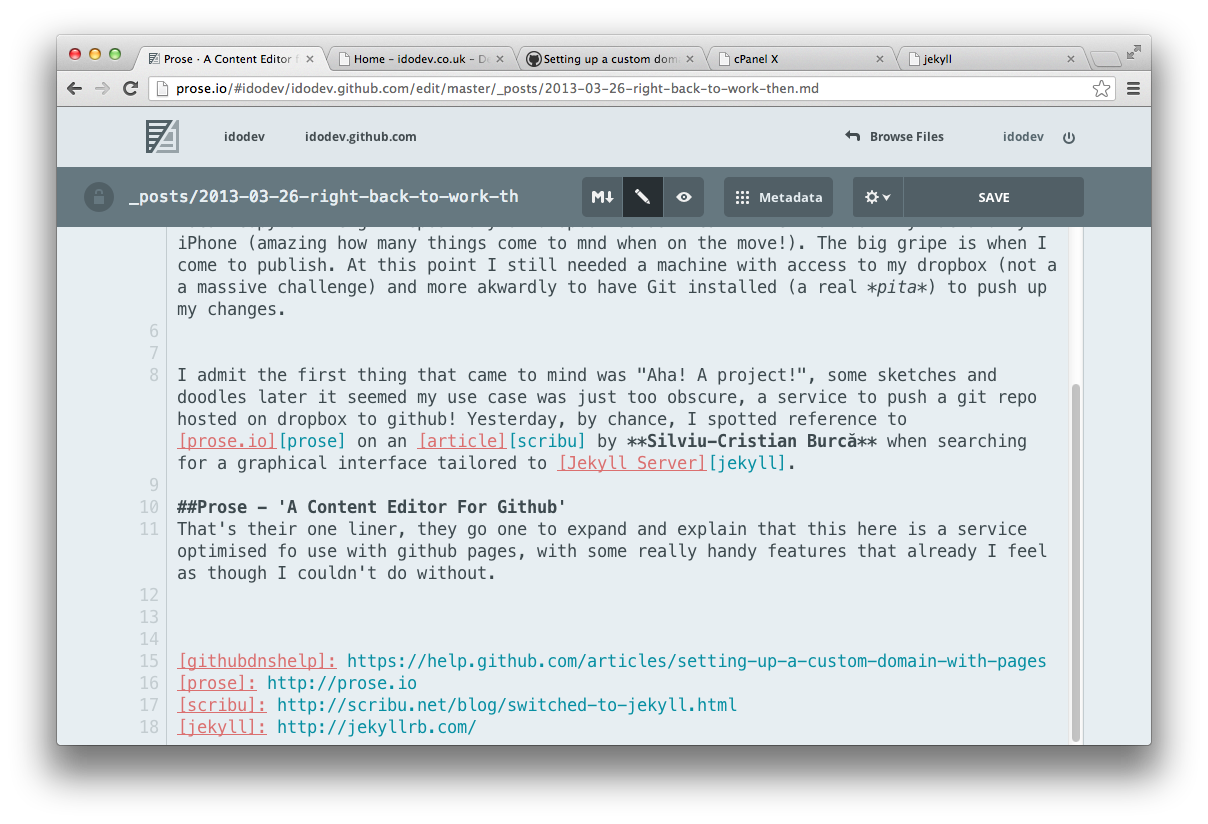 Prose · A Content Editor f
Home – idodev.co.uk – De
Setting up a custom dom
cPanel X
jekyll
prose.io/#idodev/idodev.github.com/edit/master/_posts/2013-03-26-right-back-to-work-then.md
idodev
idodev.github.com
Browse Files
idodev
_posts/2013-03-26-right-back-to-work-th
M
Metadata
SAVE
iPhone (amazing how many things come to mnd when on the move!). The big gripe is when I
come to publish. At this point I still needed a machine with access to my dropbox (not a
a massive challenge) and more akwardly to have Git installed (a real *pita*) to push up
my changes.
6
7
8 I admit the first thing that came to mind was "Aha! A project!", some sketches and
doodles later it seemed my use case was just too obscure, a service to push a git repo
hosted on dropbox to github! Yesterday, by chance, I spotted reference to
[prose.io][prose] on an [article][scribu] by **Silviu-Cristian Burcă** when searching
for a graphical interface tailored to [Jekyll Server][jekyll].
9
10 ##Prose - 'A Content Editor For Github'
11 That's their one liner, they go one to expand and explain that this here is a service
optimised fo use with github pages, with some really handy features that already I feel
as though I couldn't do without.
12
13
14
15 [githubdnshelp]: https://help.github.com/articles/setting-up-a-custom-domain-with-pages
16 [prose]: http://prose.io
17 [scribu]: http://scribu.net/blog/switched-to-jekyll.html
18 [jekyll]: http://jekyllrb.com/